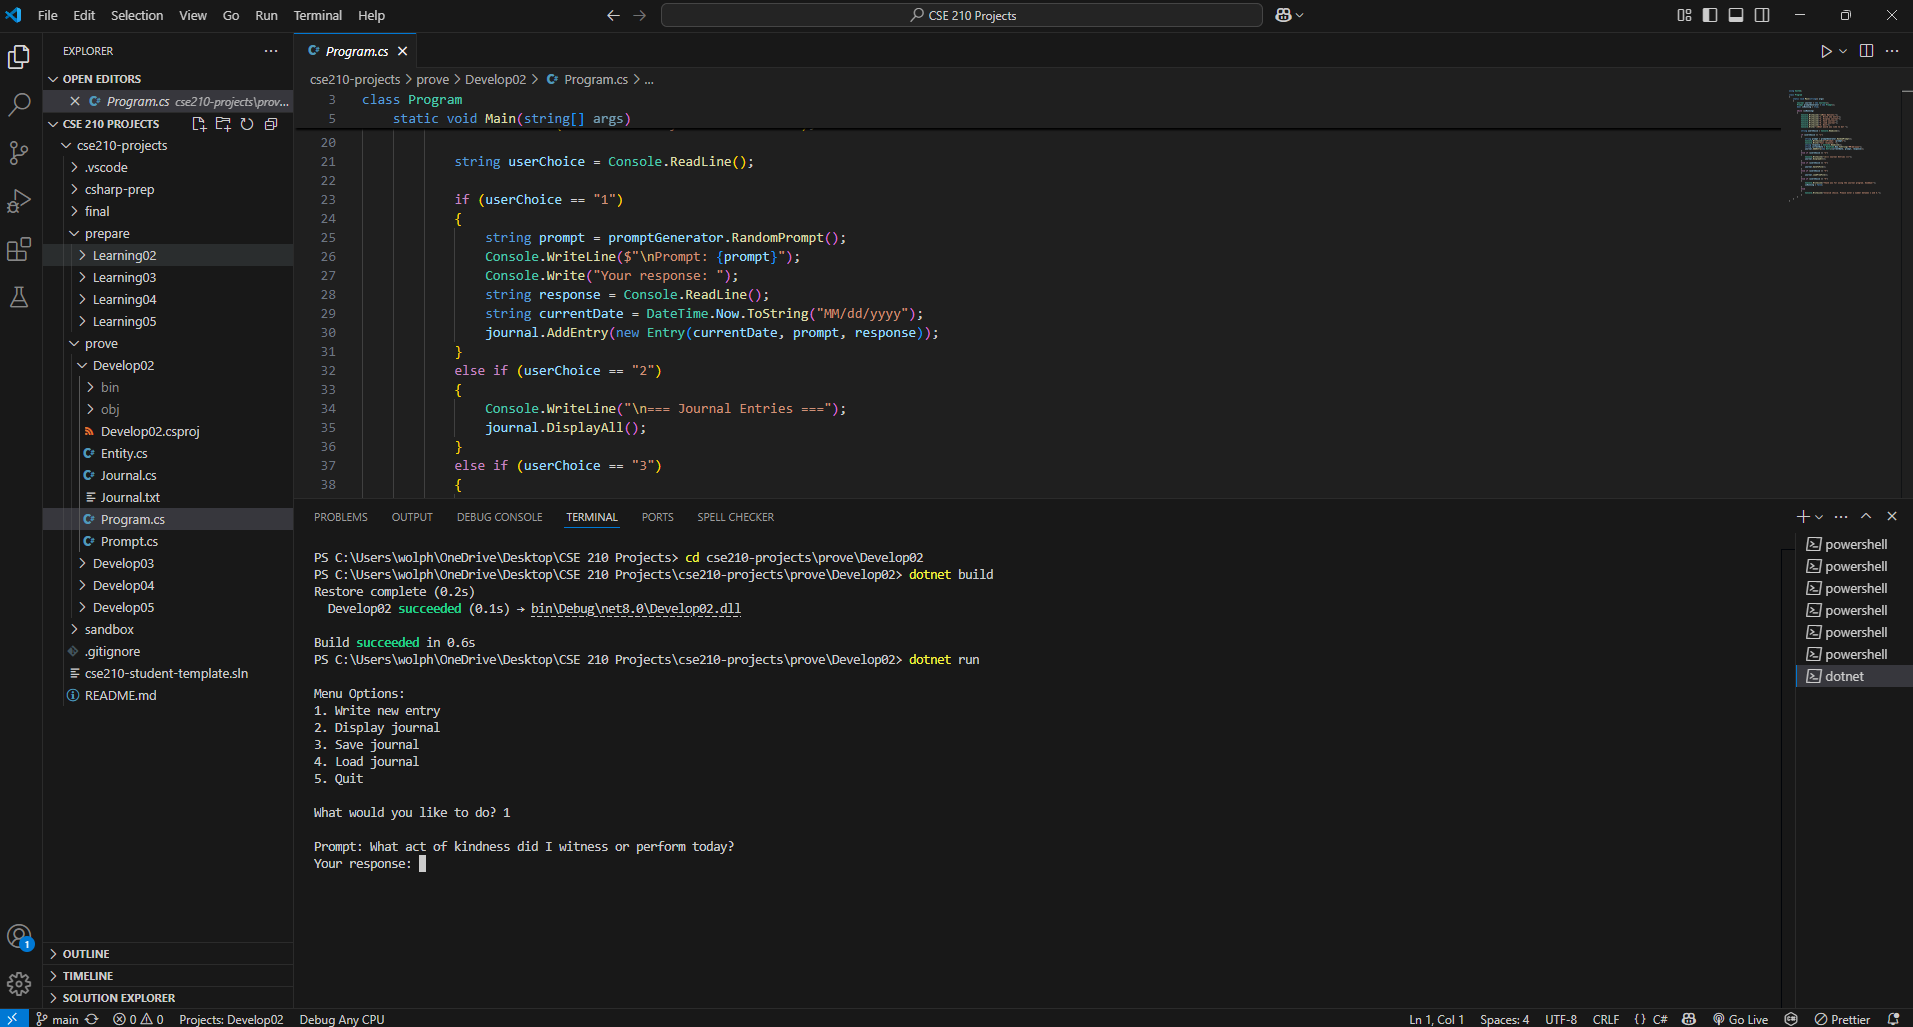 File Edit Selection View Go Run Terminal Help
CSE 210 Projects
EXPLORER
OPEN EDITORS
Program.cs cse210-projects\prov...
CSE 210 PROJECTS
cse210-projects
.vscode
csharp-prep
final
prepare
Learning02
Learning03
Learning04
Learning05
prove
Develop02
bin
obj
Develop02.csproj
Entity.cs
Journal.cs
Journal.txt
Program.cs
Prompt.cs
Develop03
Develop04
Develop05
sandbox
.gitignore
cse210-student-template.sln
README.md
OUTLINE
TIMELINE
SOLUTION EXPLORER
Program.cs
cse210-projects > prove > Develop02 > Program.cs > ...
3 class Program
5 static void Main(string[] args)
20
21 string userChoice = Console.ReadLine();
22
23 if (userChoice == "1")
24 {
25 string prompt = promptGenerator.RandomPrompt();
26 Console.WriteLine($"\nPrompt: {prompt}");
27 Console.Write("Your response: ");
28 string response = Console.ReadLine();
29 string currentDate = DateTime.Now.ToString("MM/dd/yyyy");
30 journal.AddEntry(new Entry(currentDate, prompt, response));
31 }
32 else if (userChoice == "2")
33 {
34 Console.WriteLine("\n=== Journal Entries ===");
35 journal.DisplayAll();
36 }
37 else if (userChoice == "3")
38 {
PROBLEMS OUTPUT DEBUG CONSOLE TERMINAL PORTS SPELL CHECKER
PS C:\Users\wolph\OneDrive\Desktop\CSE 210 Projects> cd cse210-projects\prove\Develop02
PS C:\Users\wolph\OneDrive\Desktop\CSE 210 Projects\cse210-projects\prove\Develop02> dotnet build
Restore complete (0.2s)
Develop02 succeeded (0.1s) → bin\Debug\net8.0\Develop02.dll
Build succeeded in 0.6s
PS C:\Users\wolph\OneDrive\Desktop\CSE 210 Projects\cse210-projects\prove\Develop02> dotnet run
Menu Options:
1. Write new entry
2. Display journal
3. Save journal
4. Load journal
5. Quit
What would you like to do? 1
Prompt: What act of kindness did I witness or perform today?
Your response:
powershell
powershell
powershell
powershell
powershell
powershell
dotnet
1
main 0 0 Projects: Develop02 Debug Any CPU Ln 1, Col 1 Spaces: 4 UTF-8 CRLF {} C# Go Live Prettier